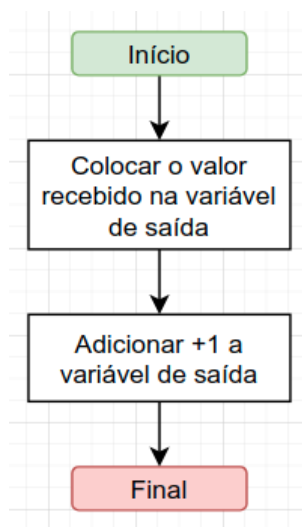 Início
Colocar o valor
recebido na variável
de saída
Adicionar +1 a
variável de saída
Final